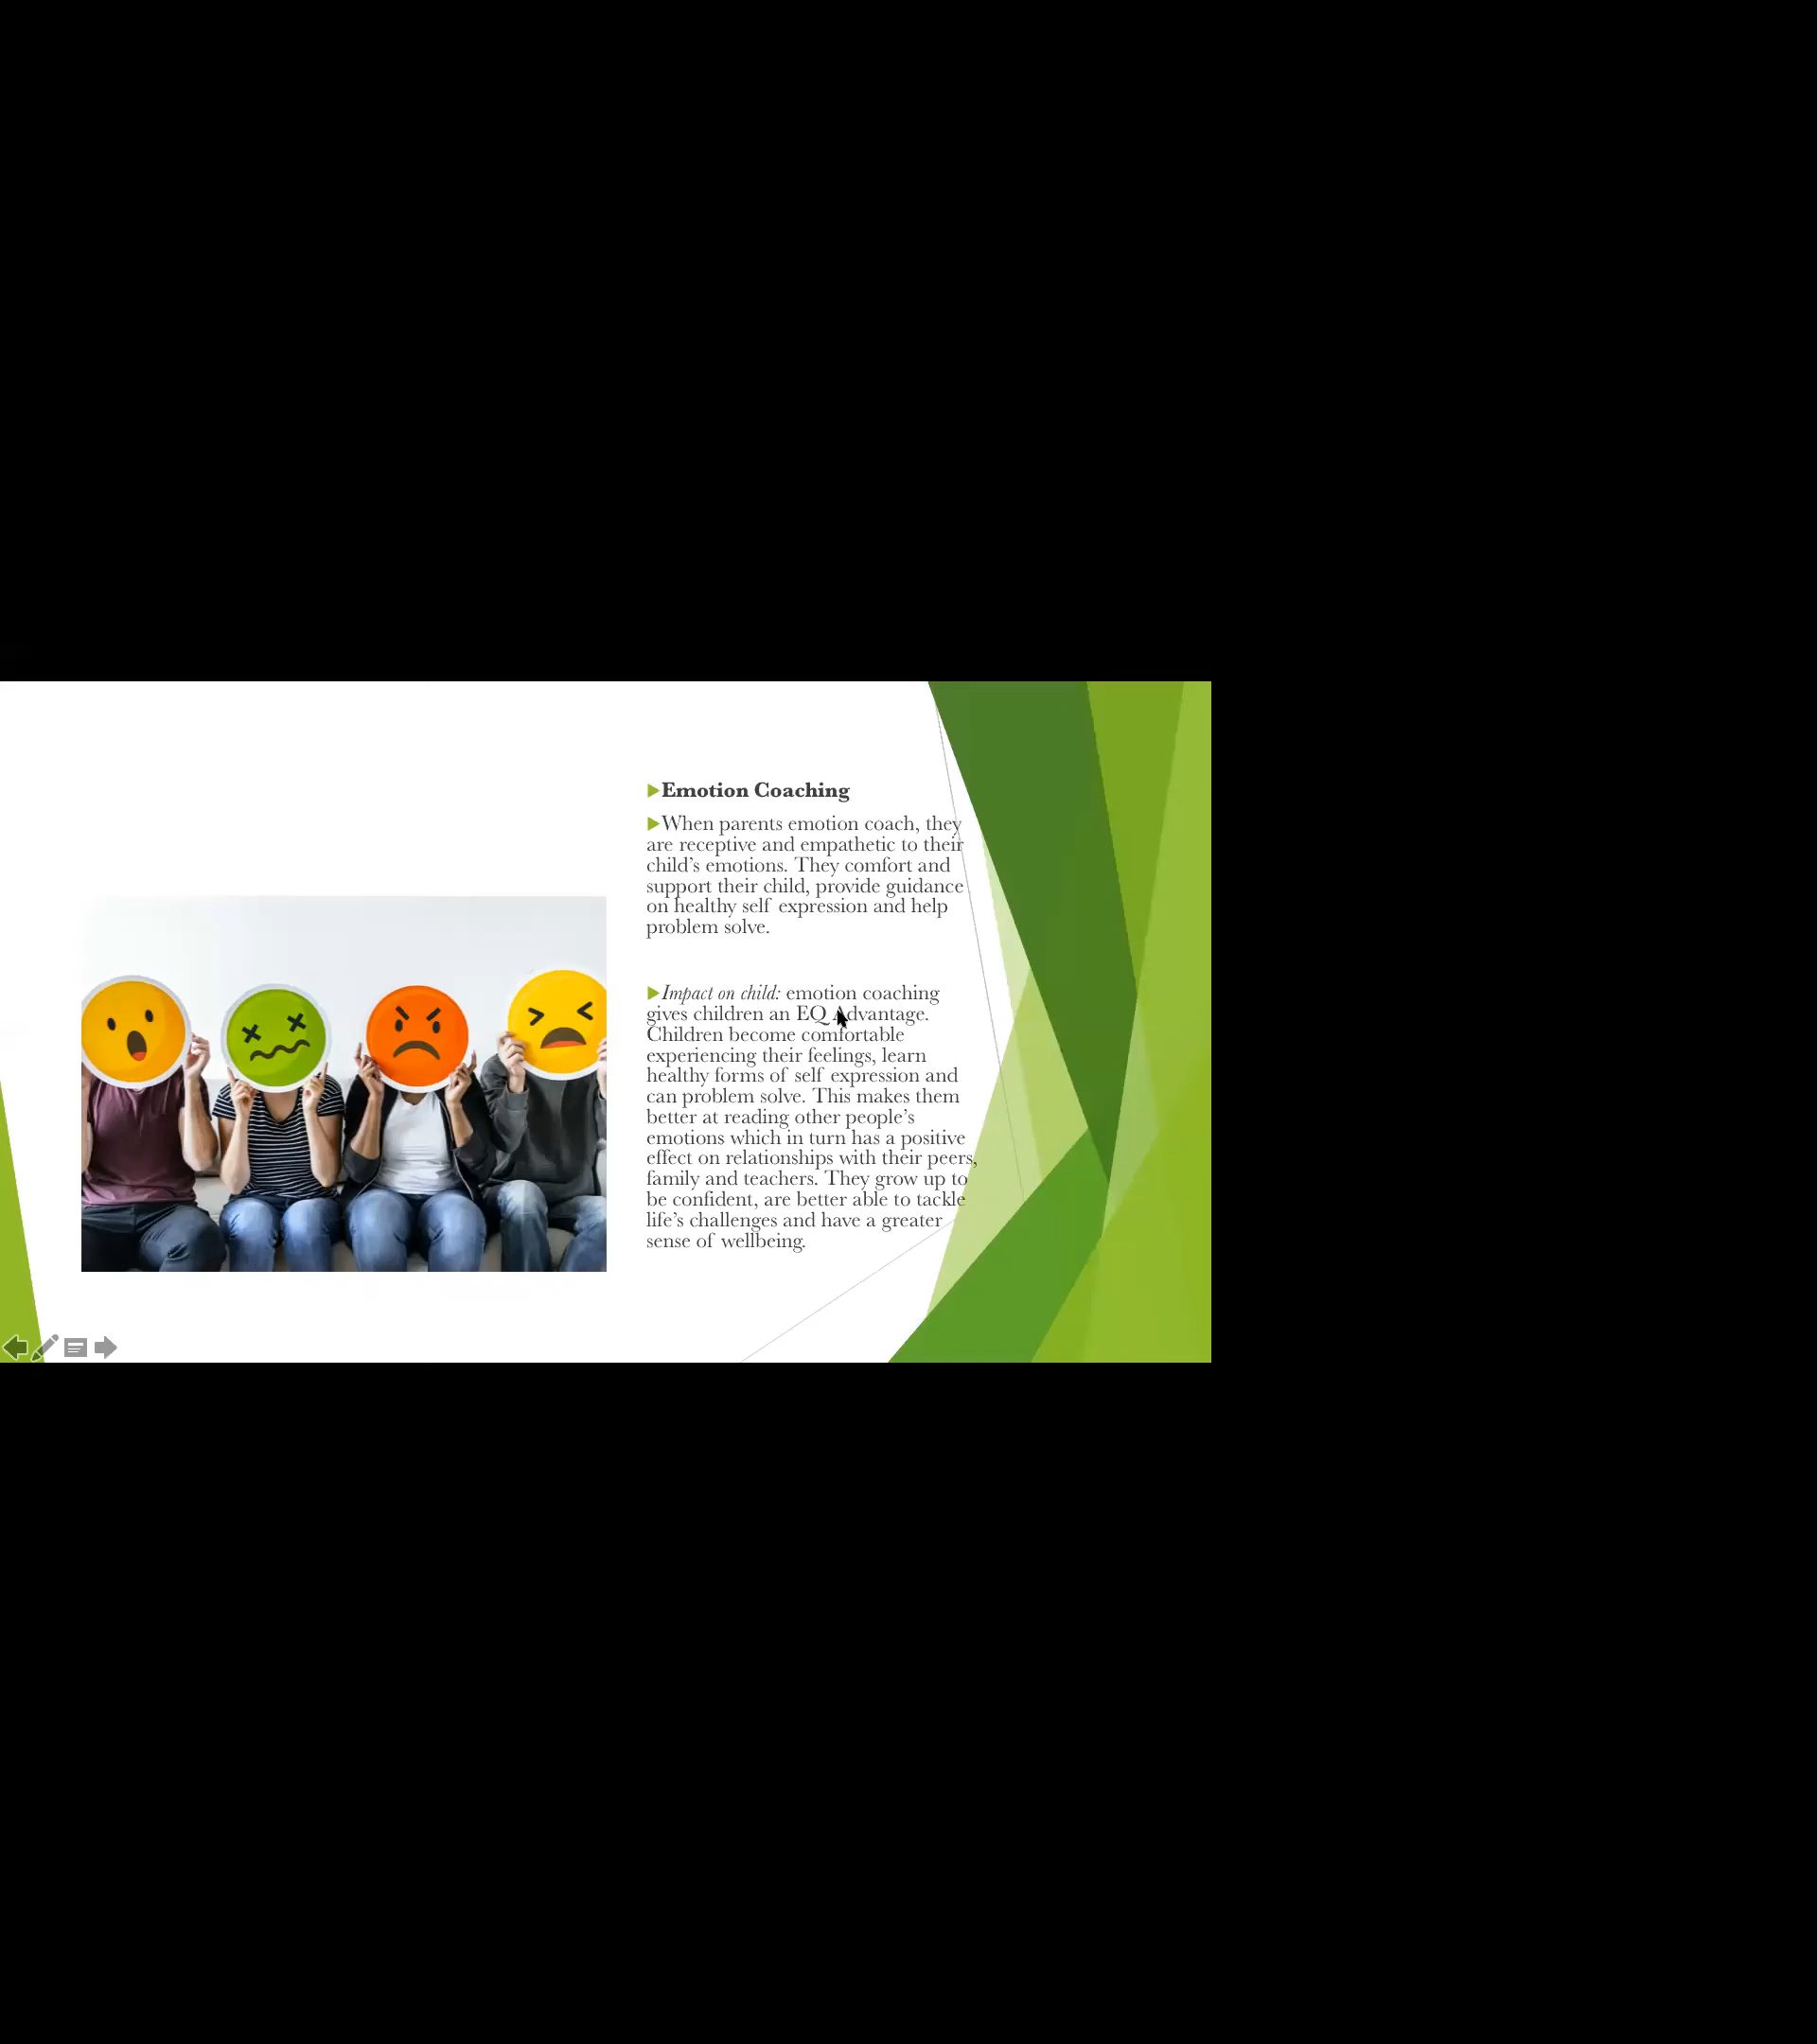 Emotion Coaching
When parents emotion coach, they
are receptive and empathetic to their
child’s emotions. They comfort and
support their child, provide guidance
on healthy self expression and help
problem solve.
Impact on child: emotion coaching
gives children an EQ Advantage.
Children become comfortable
experiencing their feelings, learn
healthy forms of self expression and
can problem solve. This makes them
better at reading other people’s
emotions which in turn has a positive
effect on relationships with their peers,
family and teachers. They grow up to
be confident, are better able to tackle
life’s challenges and have a greater
sense of wellbeing.